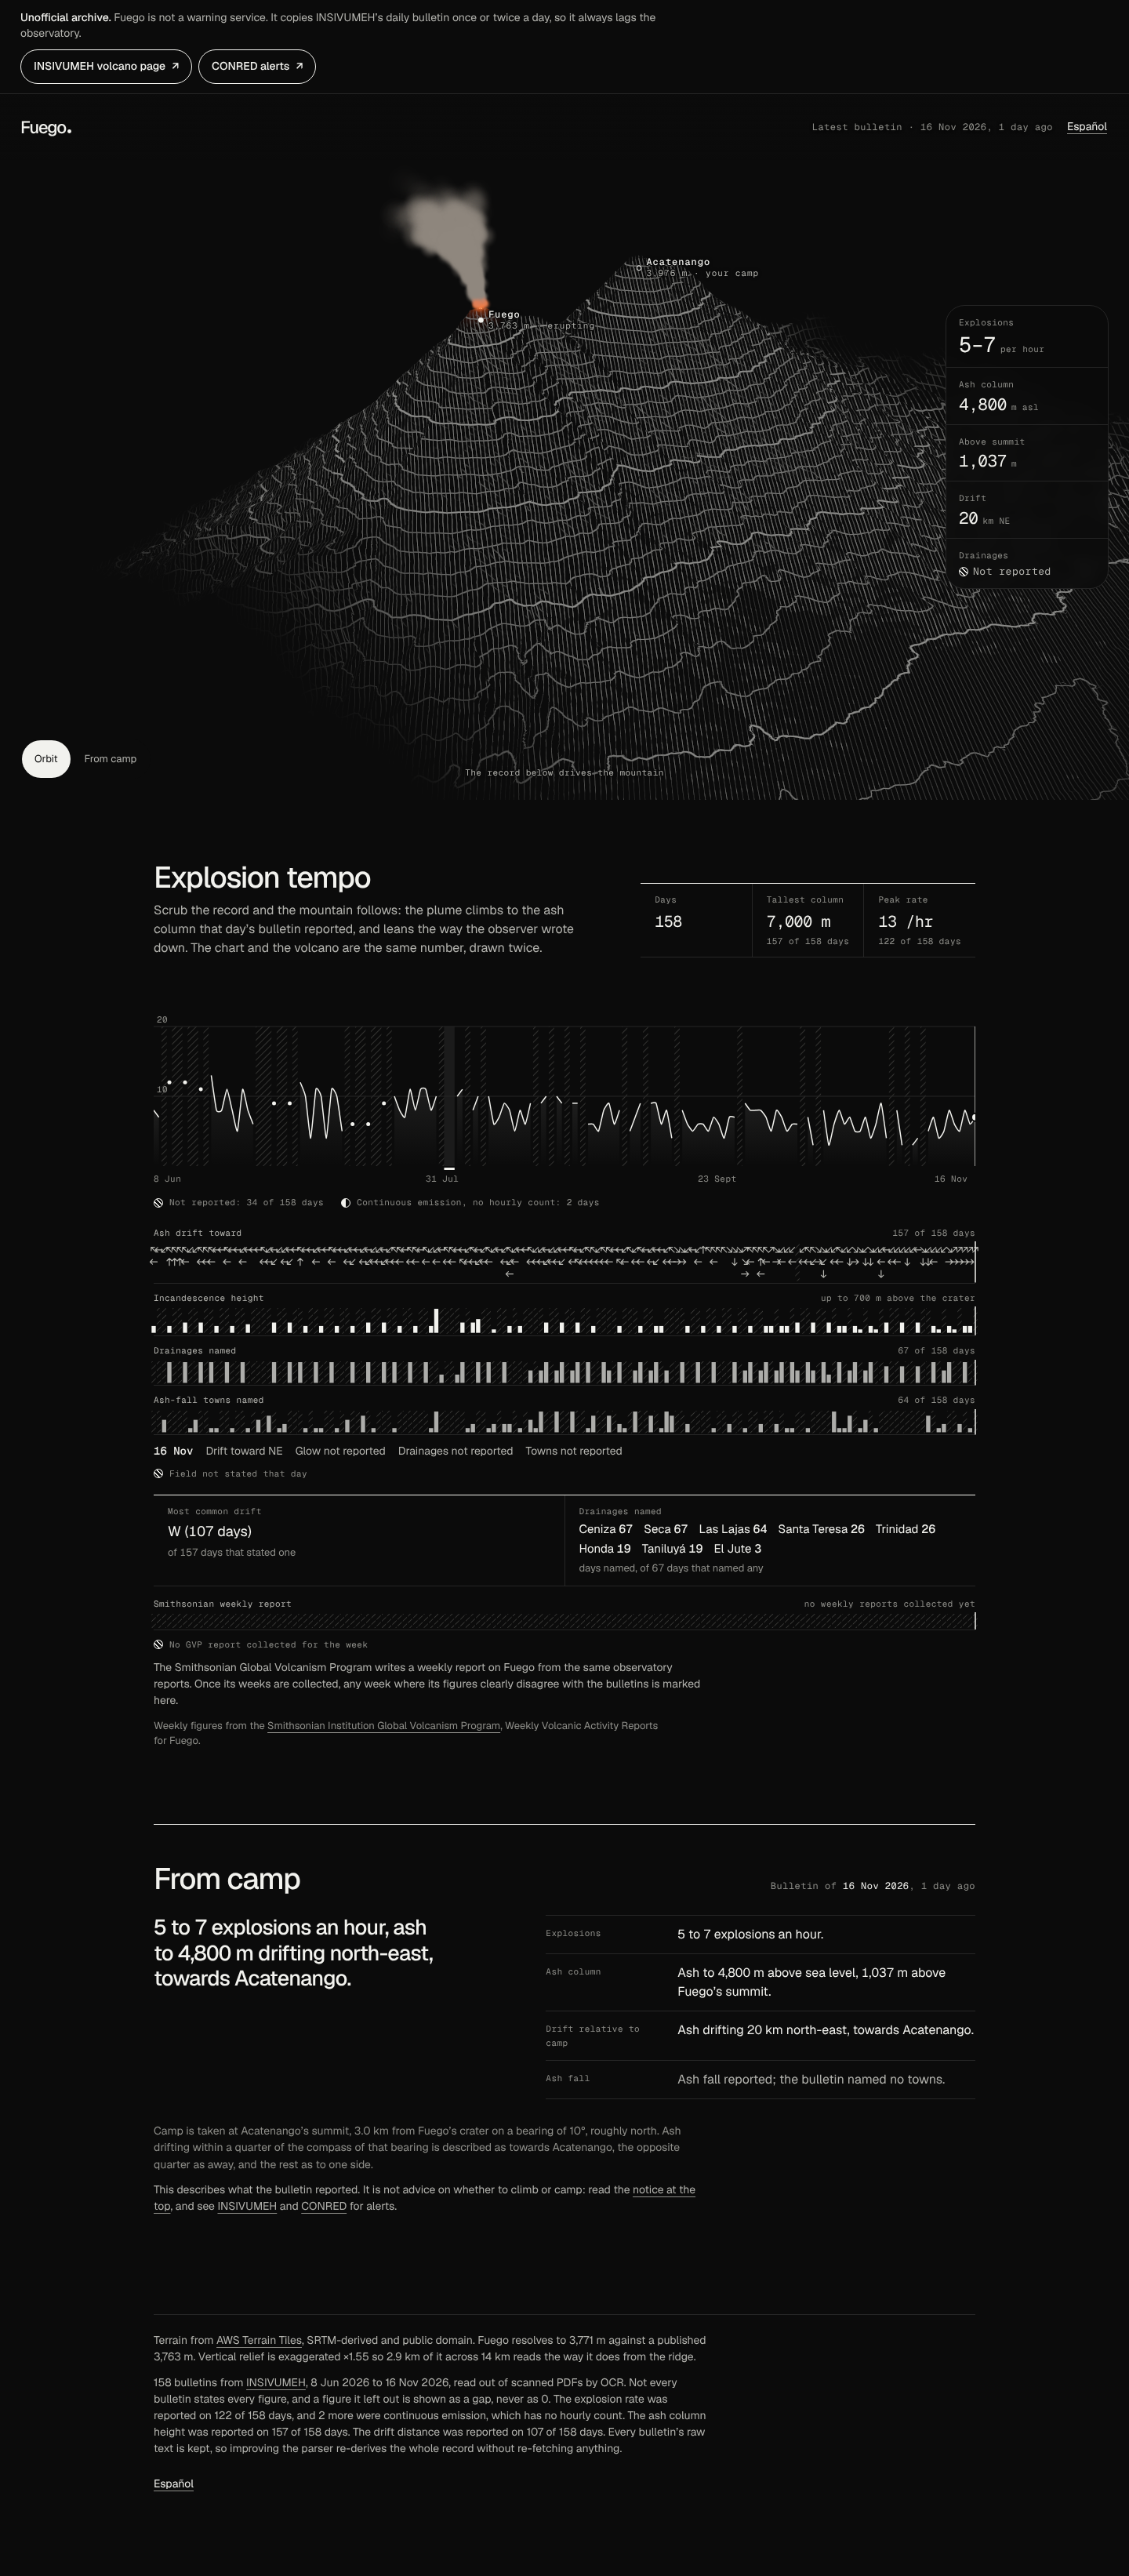 Unofficial archive. Fuego is not a warning service. It copies INSIVUMEH’s daily bulletin once or twice a day, so it always lags the
observatory.
INSIVUMEH volcano page ↗ CONRED alerts ↗
Fuego.
Latest bulletin · 16 Nov 2026, 1 day ago Español
Acatenango
3,976 m · your camp
Fuego
3,763 m · erupting
Explosions
5–7 per hour
Ash column
4,800 m asl
Above summit
1,037 m
Drift
20 km NE
Drainages
Not reported
Orbit From camp
The record below drives the mountain
Explosion tempo
Scrub the record and the mountain follows: the plume climbs to the ash
column that day’s bulletin reported, and leans the way the observer wrote
down. The chart and the volcano are the same number, drawn twice.
Days
158
Tallest column
7,000 m
157 of 158 days
Peak rate
13 /hr
122 of 158 days
20
10
8 Jun 31 Jul 23 Sept 16 Nov
Not reported: 34 of 158 days Continuous emission, no hourly count: 2 days
Ash drift toward 157 of 158 days
Incandescence height up to 700 m above the crater
Drainages named 67 of 158 days
Ash-fall towns named 64 of 158 days
16 Nov Drift toward NE Glow not reported Drainages not reported Towns not reported
Field not stated that day
Most common drift
W (107 days)
of 157 days that stated one
Drainages named
Ceniza 67 Seca 67 Las Lajas 64 Santa Teresa 26 Trinidad 26
Honda 19 Taniluyá 19 El Jute 3
days named, of 67 days that named any
Smithsonian weekly report no weekly reports collected yet
No GVP report collected for the week
The Smithsonian Global Volcanism Program writes a weekly report on Fuego from the same observatory
reports. Once its weeks are collected, any week where its figures clearly disagree with the bulletins is marked
here.
Weekly figures from the Smithsonian Institution Global Volcanism Program, Weekly Volcanic Activity Reports
for Fuego.
From camp
Bulletin of 16 Nov 2026, 1 day ago
5 to 7 explosions an hour, ash
to 4,800 m drifting north-east,
towards Acatenango.
Explosions 5 to 7 explosions an hour.
Ash column Ash to 4,800 m above sea level, 1,037 m above
Fuego’s summit.
Drift relative to Ash drifting 20 km north-east, towards Acatenango.
camp
Ash fall Ash fall reported; the bulletin named no towns.
Camp is taken at Acatenango’s summit, 3.0 km from Fuego’s crater on a bearing of 10°, roughly north. Ash
drifting within a quarter of the compass of that bearing is described as towards Acatenango, the opposite
quarter as away, and the rest as to one side.
This describes what the bulletin reported. It is not advice on whether to climb or camp: read the notice at the
top, and see INSIVUMEH and CONRED for alerts.
Terrain from AWS Terrain Tiles, SRTM-derived and public domain. Fuego resolves to 3,771 m against a published
3,763 m. Vertical relief is exaggerated ×1.55 so 2.9 km of it across 14 km reads the way it does from the ridge.
158 bulletins from INSIVUMEH, 8 Jun 2026 to 16 Nov 2026, read out of scanned PDFs by OCR. Not every
bulletin states every figure, and a figure it left out is shown as a gap, never as 0. The explosion rate was
reported on 122 of 158 days, and 2 more were continuous emission, which has no hourly count. The ash column
height was reported on 157 of 158 days. The drift distance was reported on 107 of 158 days. Every bulletin’s raw
text is kept, so improving the parser re-derives the whole record without re-fetching anything.
Español